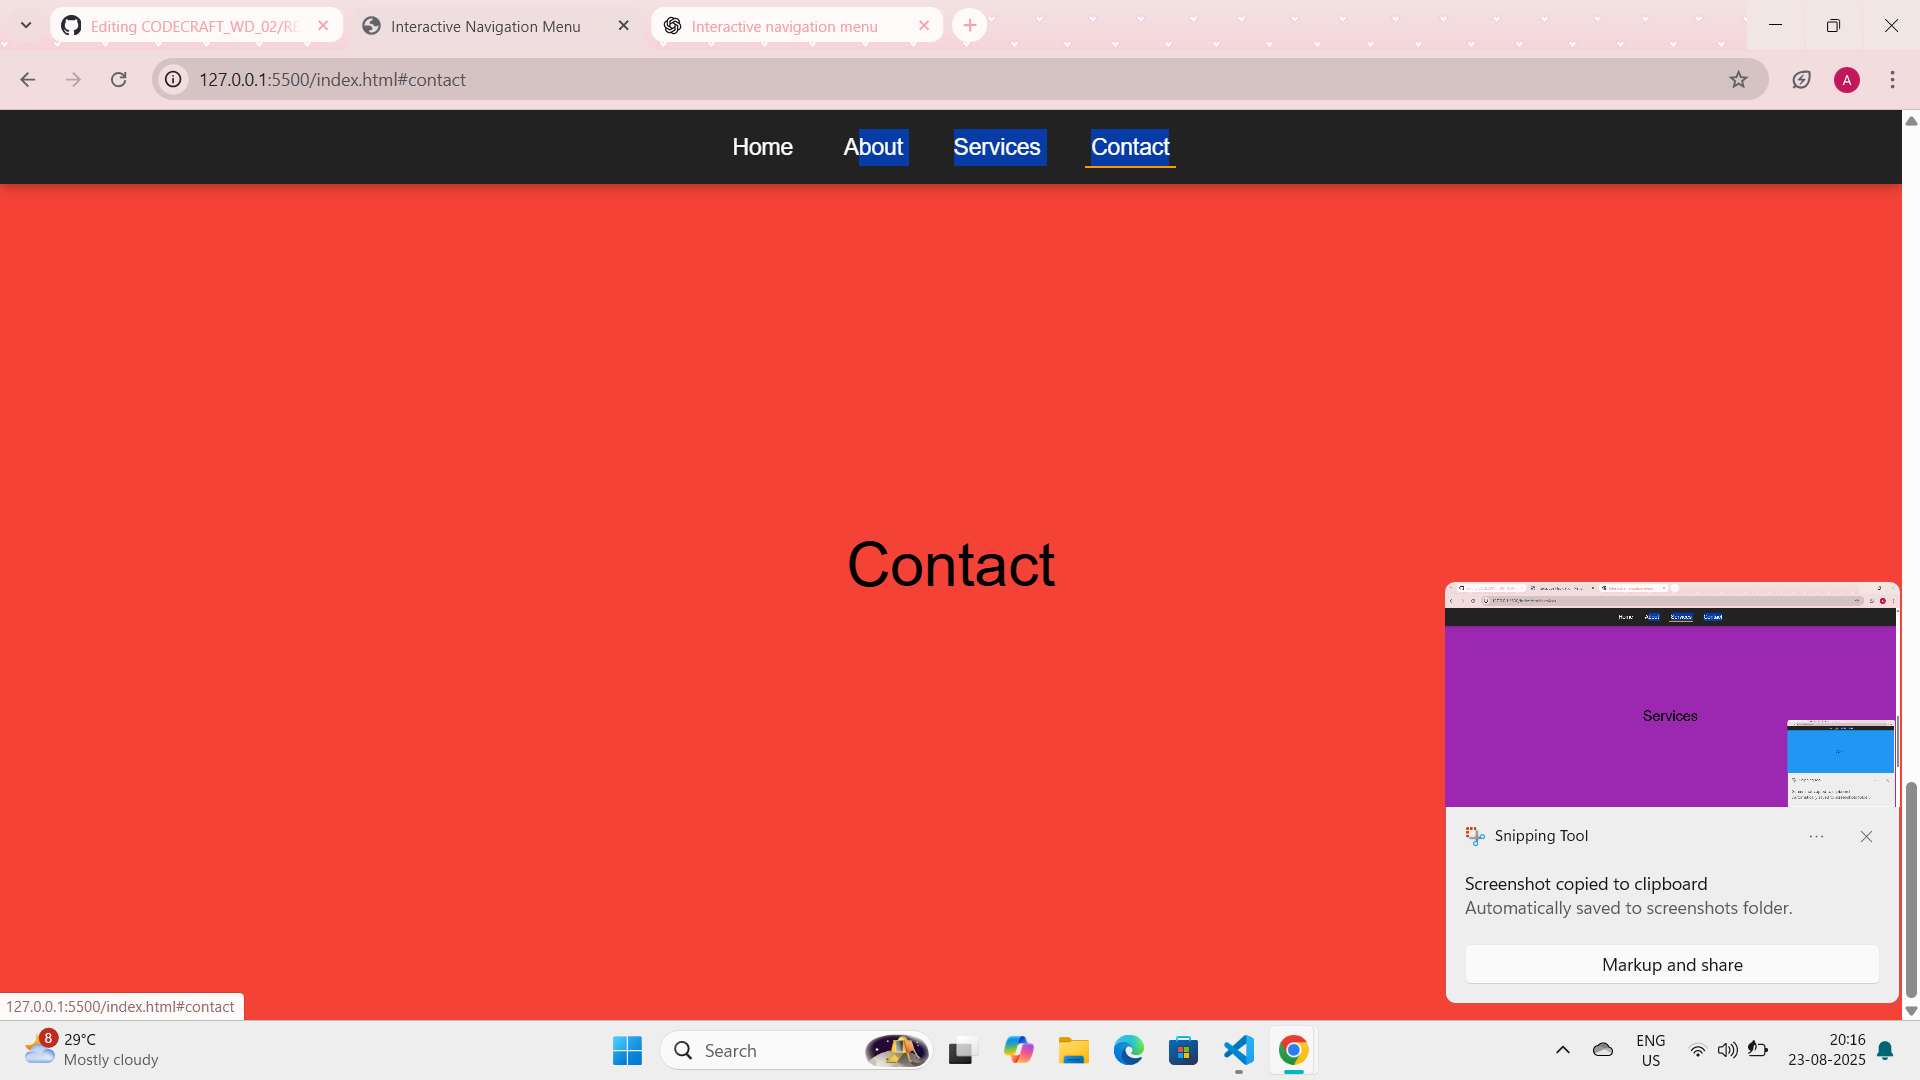 Editing CODECRAFT_WD_02/RE
Interactive Navigation Menu
Interactive navigation menu
127.0.0.1:5500/index.html#contact
A
Home About Services Contact
Contact
Home About Services Contact
Services
Snipping Tool
Screenshot copied to clipboard
Automatically saved to screenshots folder.
Markup and share
127.0.0.1:5500/index.html#contact
8
29°C
Mostly cloudy
Search
ENG
US
20:16
23-08-2025